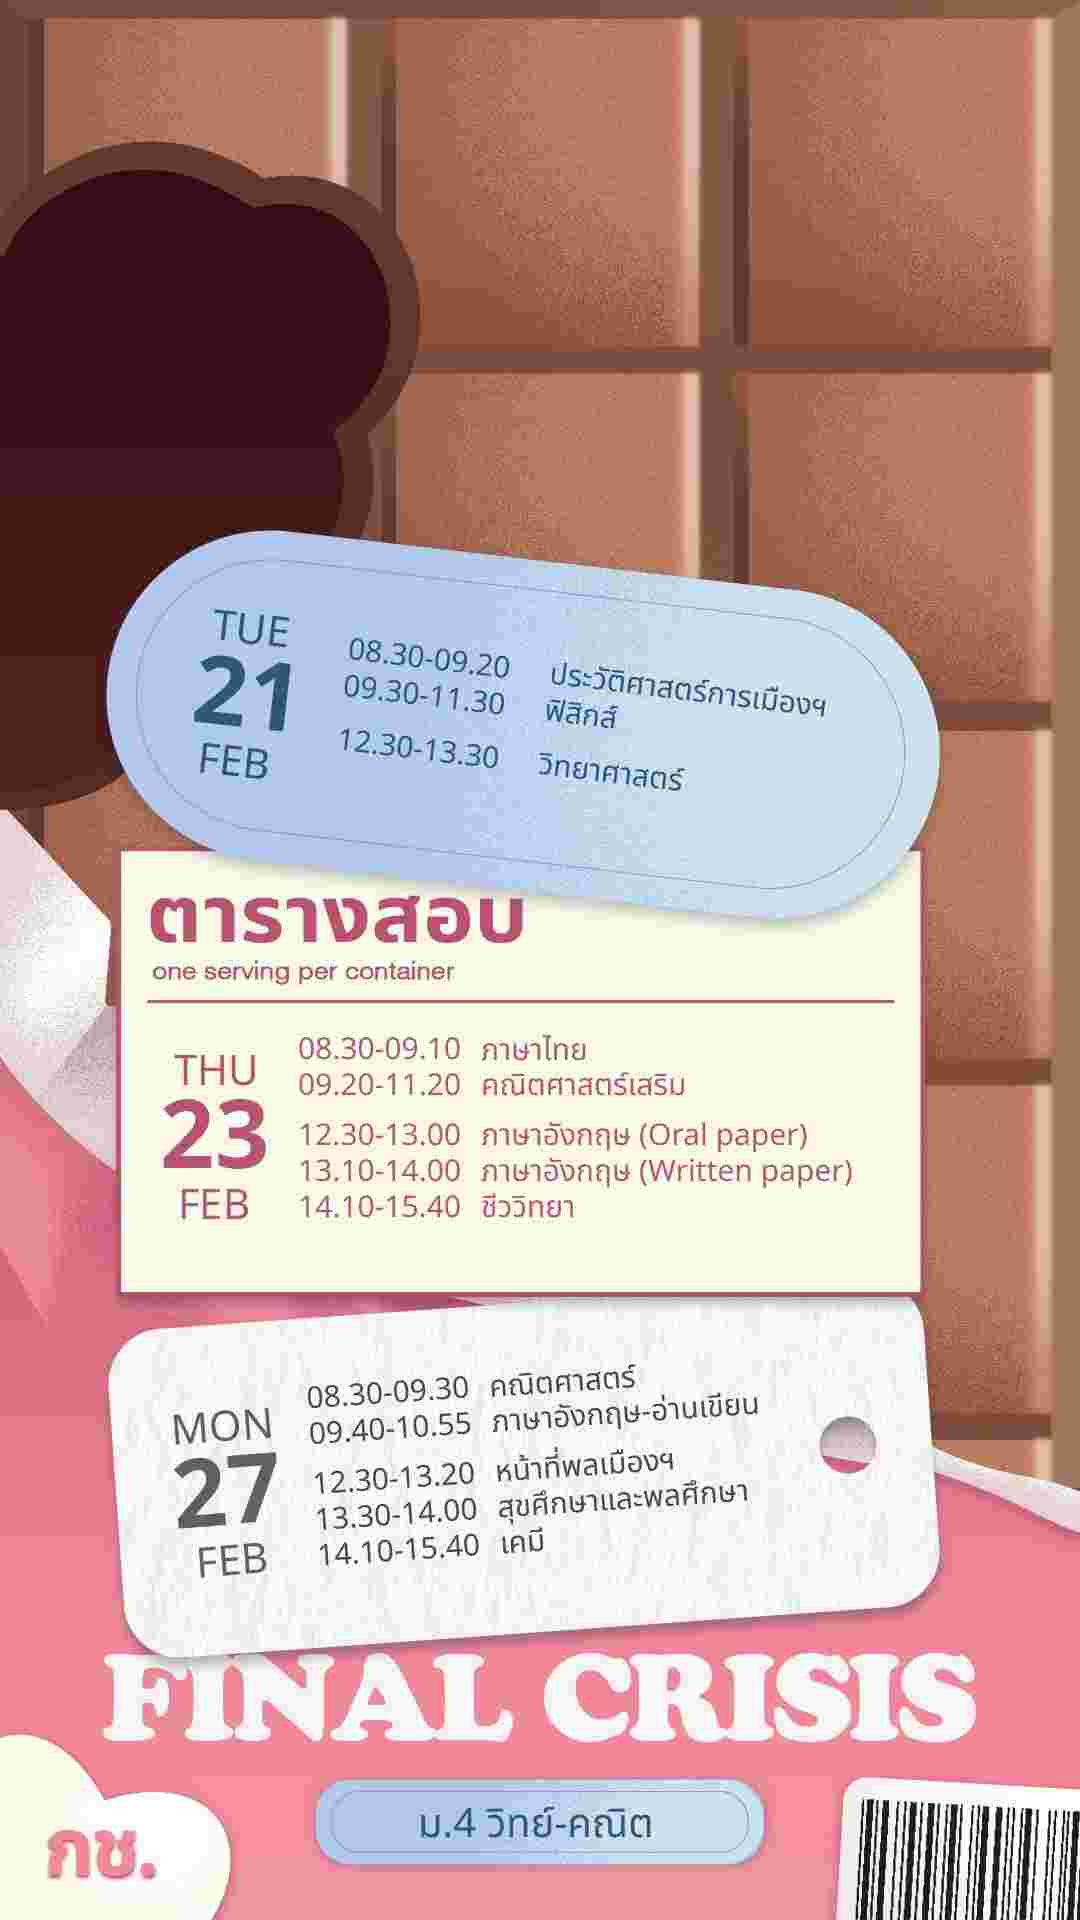 TUE
21
FEB
08.30-09.20 ประวัติศาสตร์การเมืองฯ
09.30-11.30 ฟิสิกส์
12.30-13.30 วิทยาศาสตร์
ตารางสอบ
one serving per container
THU
23
FEB
08.30-09.10 ภาษาไทย
09.20-11.20 คณิตศาสตร์เสริม
12.30-13.00 ภาษาอังกฤษ (Oral paper)
13.10-14.00 ภาษาอังกฤษ (Written paper)
14.10-15.40 ชีววิทยา
MON
27
FEB
08.30-09.30 คณิตศาสตร์
09.40-10.55 ภาษาอังกฤษ-อ่านเขียน
12.30-13.20 หน้าที่พลเมืองฯ
13.30-14.00 สุขศึกษาและพลศึกษา
14.10-15.40 เคมี
FINAL CRISIS
ม.4 วิทย์-คณิต
กช.